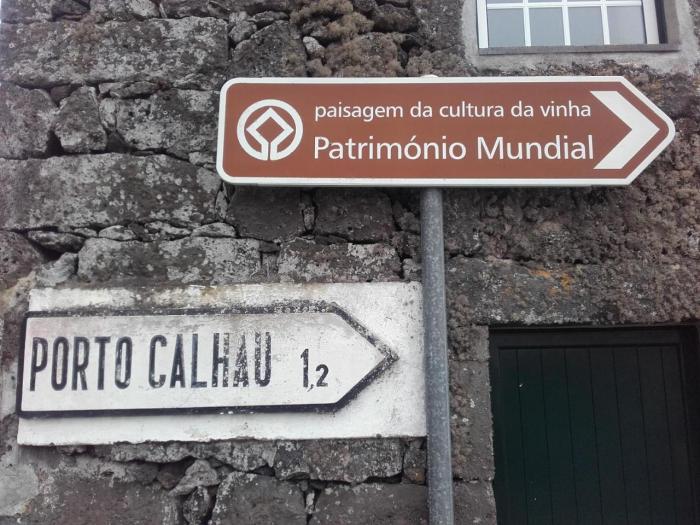 paisagem da cultura da vinha
Património Mundial
PORTO CALHAU 1,2